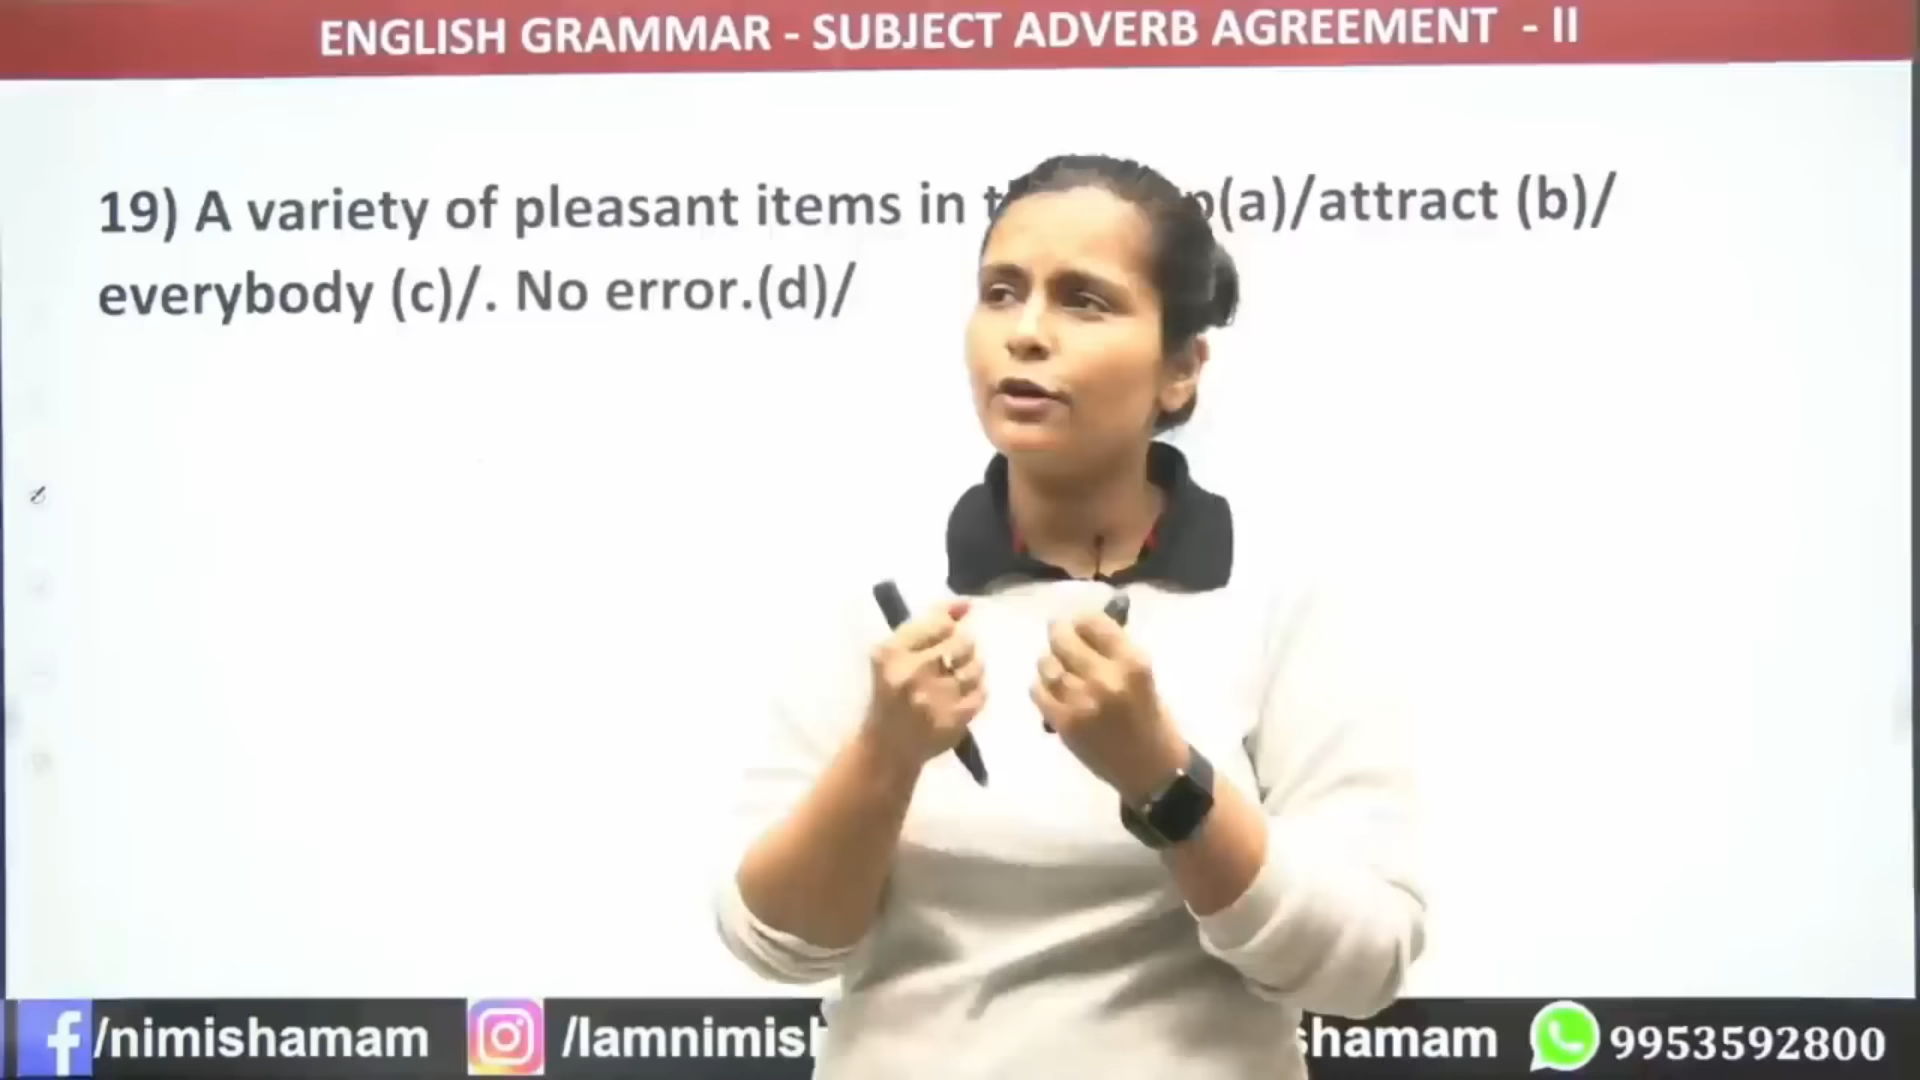 ENGLISH GRAMMAR - SUBJECT ADVERB AGREEMENT - II
19) A variety of pleasant items in (a)/attract (b)/
everybody (c)/. No error.(d)/
/nimishamam /Iamnimish shamam 9953592800